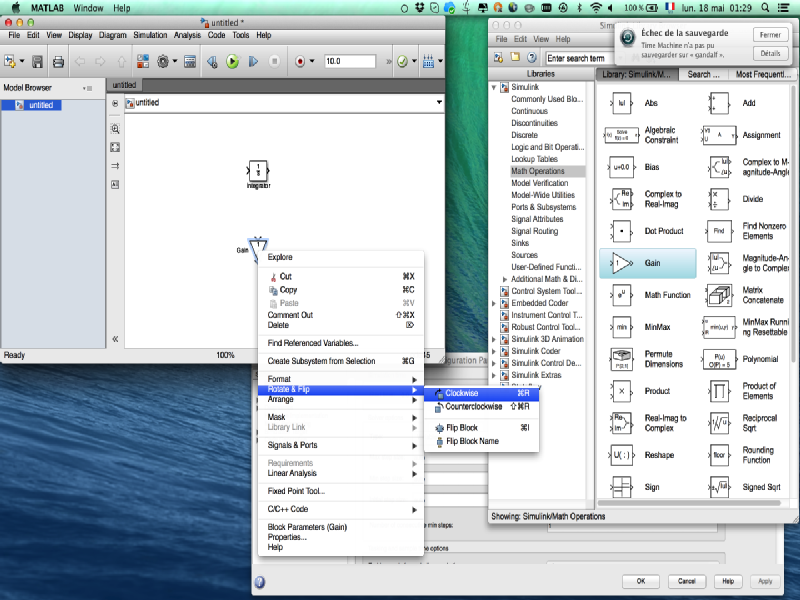 MATLAB Window Help
100% lun. 18 mai 01:29
untitled *
File Edit View Display Diagram Simulation Analysis Code Tools Help
10.0
Model Browser
untitled
untitled
untitled
1
s
Integrator
Gain
1
Ready
100%
Explore
Cut ⌘X
Copy ⌘C
Paste ⌘V
Comment Out ⇧⌘X
Delete ⌦
Find Referenced Variables...
Create Subsystem from Selection ⌘G
Format
Rotate & Flip
Arrange
Mask
Library Link
Signals & Ports
Requirements
Linear Analysis
Fixed Point Tool...
C/C++ Code
Block Parameters (Gain)
Properties...
Help
Clockwise ⌘R
Counterclockwise ⇧⌘R
Flip Block ⌘I
Flip Block Name
File Edit View Help
Enter search term
Échec de la sauvegarde
Time Machine n'a pas pu
sauvegarder sur « gandalf ».
Fermer
Détails
Libraries
Library: Simulink/M...
Search ...
Most Frequentl...
Simulink
Commonly Used Blo...
Continuous
Discontinuities
Discrete
Logic and Bit Operati...
Lookup Tables
Math Operations
Model Verification
Model-Wide Utilities
Ports & Subsystems
Signal Attributes
Signal Routing
Sinks
Sources
User-Defined Functi...
Additional Math & Di...
Control System Tool...
Embedded Coder
Instrument Control T...
Robust Control Tool...
Simulink 3D Animation
Simulink Coder
Simulink Control De...
Simulink Extras
Abs
Add
Algebraic
Constraint
Assignment
Bias
Complex to M
agnitude-Angle
Complex to
Real-Imag
Divide
Dot Product
Find Nonzero
Elements
Gain
Magnitude-An
gle to Complex
Math Function
Matrix
Concatenate
MinMax
MinMax Runni
ng Resettable
Permute
Dimensions
Polynomial
Product
Product of
Elements
Real-Imag to
Complex
Reciprocal
Sqrt
Reshape
Rounding
Function
Sign
Signed Sqrt
Showing: Simulink/Math Operations
OK Cancel Help Apply